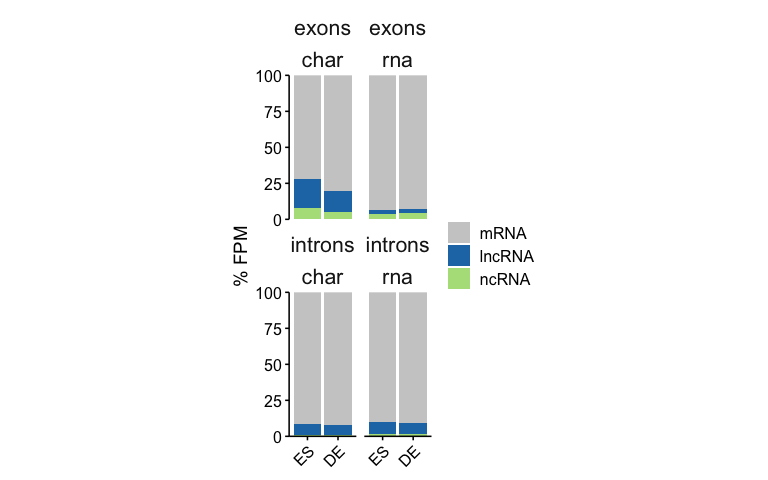 exons exons
char rna
100
75
50
25
0
introns introns
char rna
100
75
50
25
0
ES DE ES DE
% FPM
mRNA
lncRNA
ncRNA